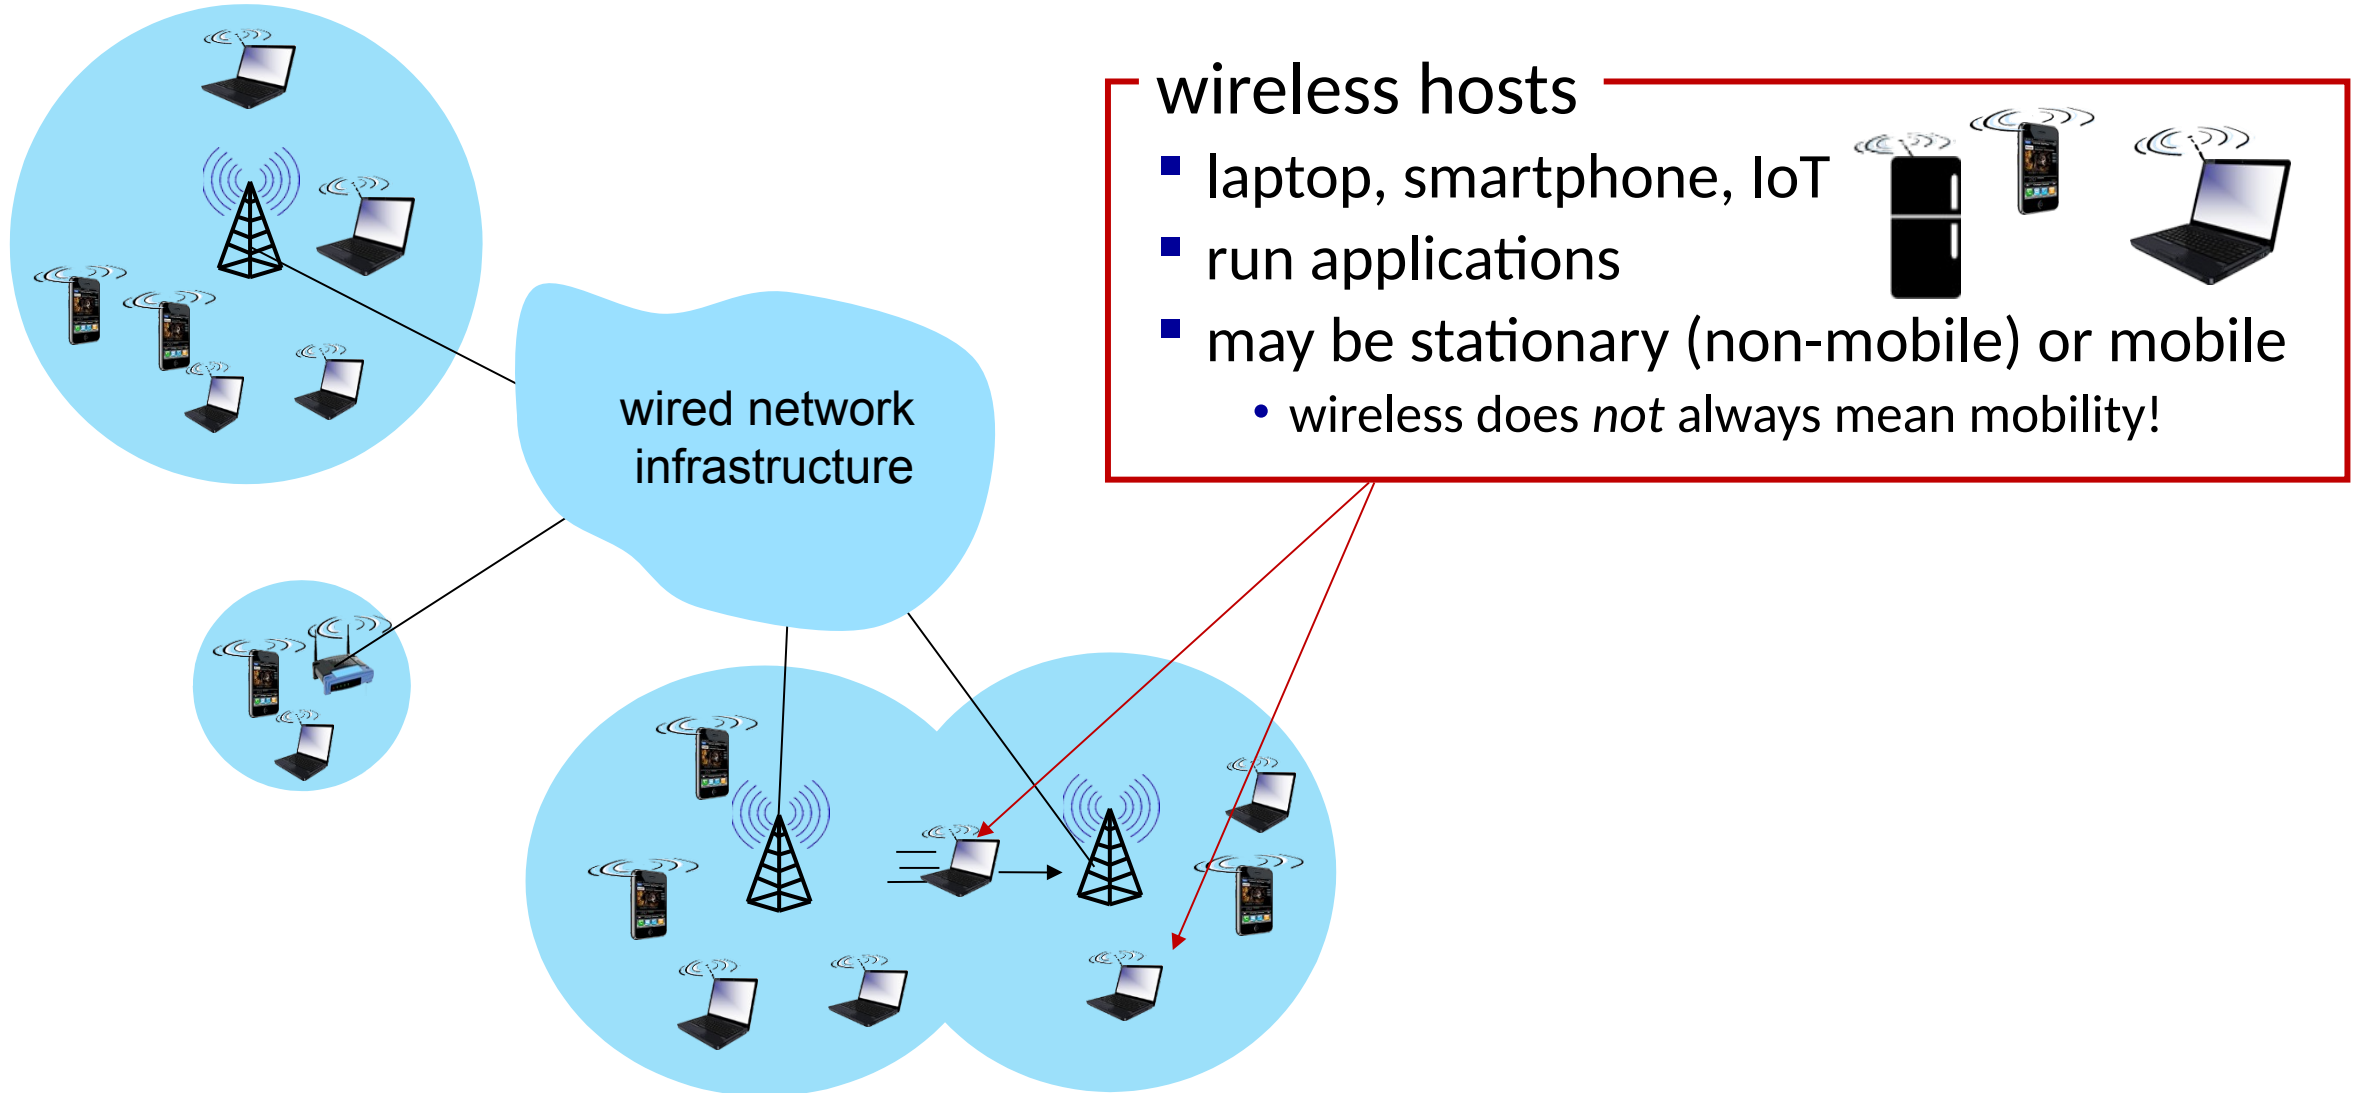 wireless hosts
laptop, smartphone, IoT
run applications
may be stationary (non-mobile) or mobile
wireless does not always mean mobility!
wired network
infrastructure